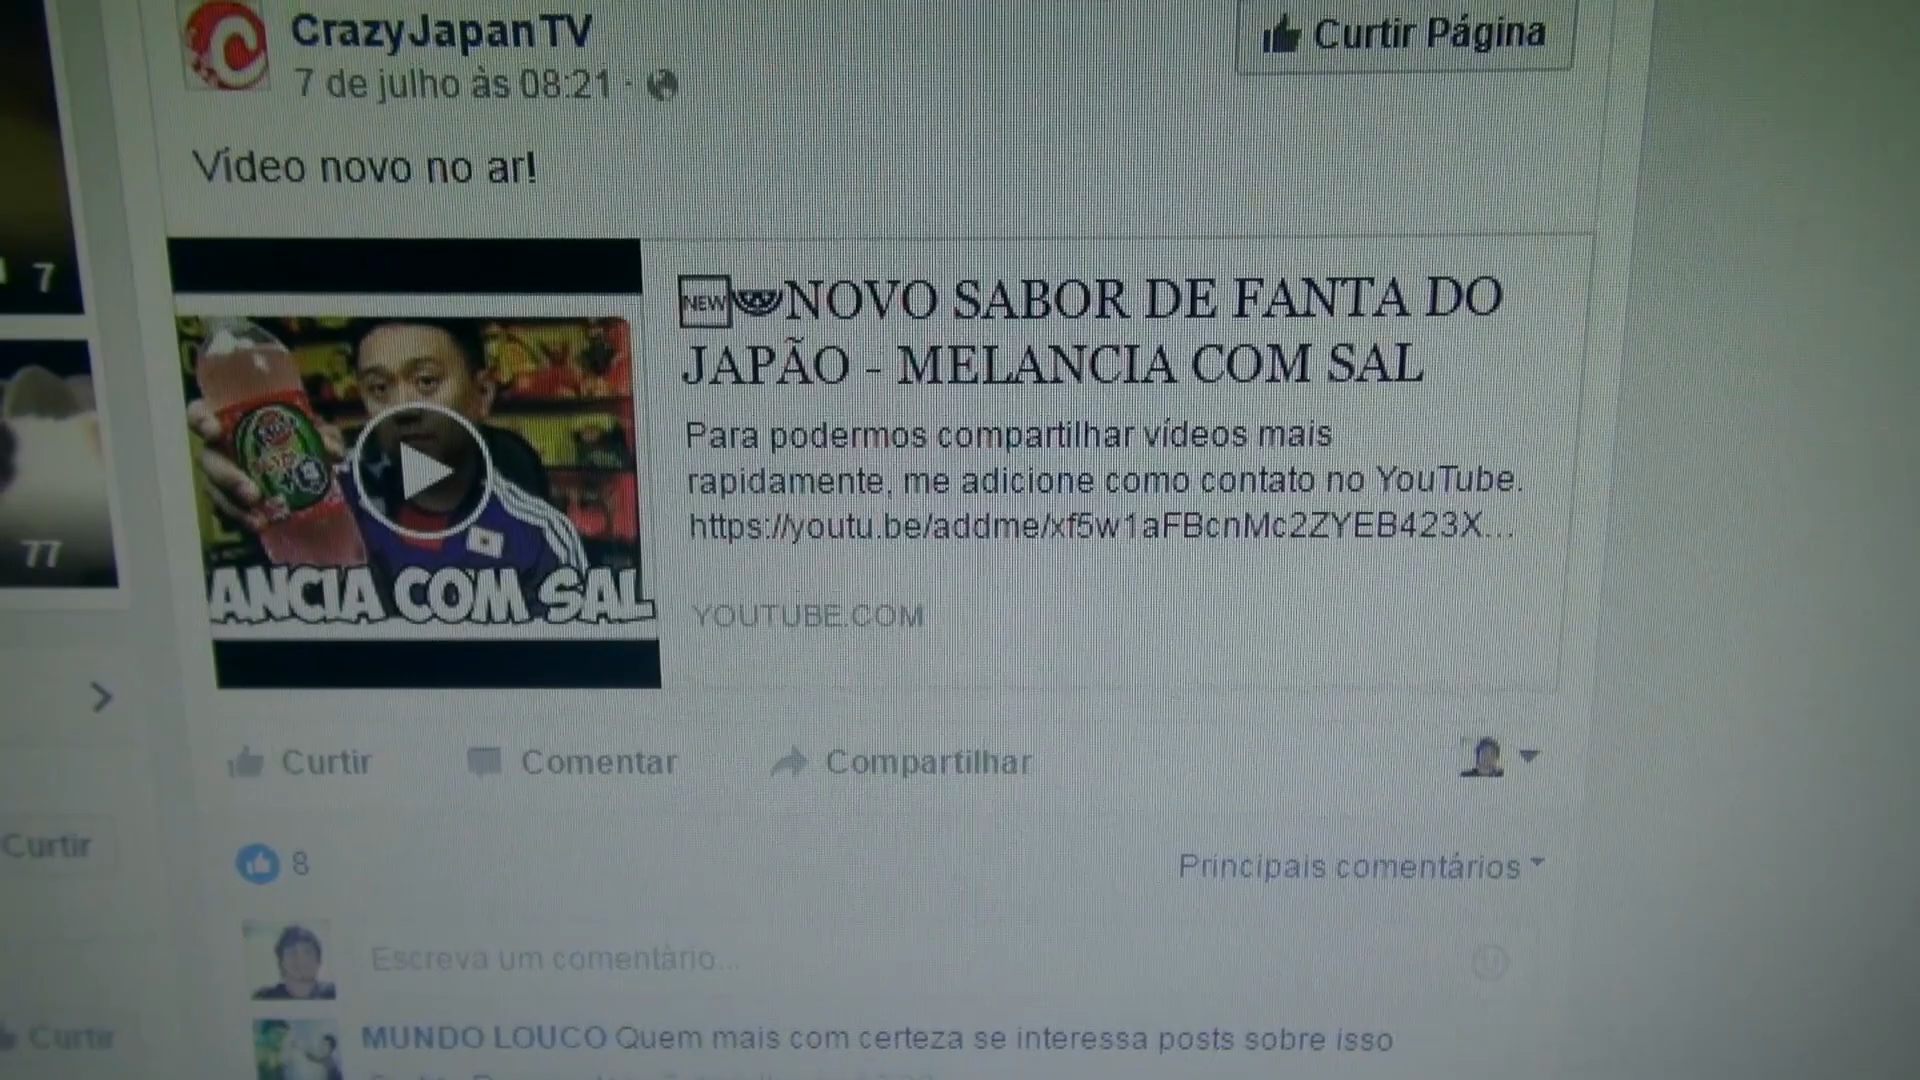 CrazyJapanTV
Curtir Página
7 de julho às 08:21 ·
Vídeo novo no ar!
7
NEW NOVO SABOR DE FANTA DO
JAPÃO - MELANCIA COM SAL
Para podermos compartilhar vídeos mais
rapidamente, me adicione como contato no YouTube.
https://youtu.be/addme/xf5w1aFBcnMc2ZYEB423X...
77
ANCIA COM SAL
YOUTUBE.COM
Curtir Comentar Compartilhar
Curtir
8
Principais comentários
Escreva um comentário...
Curtir
MUNDO LOUCO Quem mais com certeza se interessa posts sobre isso